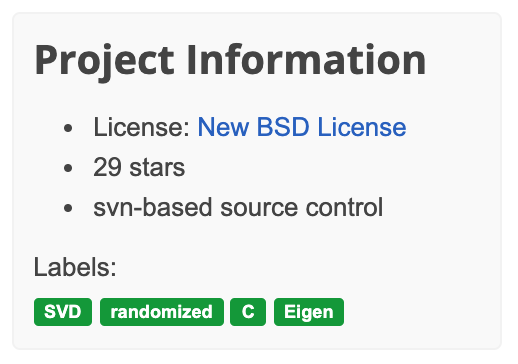 Project Information
License: New BSD License
29 stars
svn-based source control
Labels:
SVD randomized C Eigen